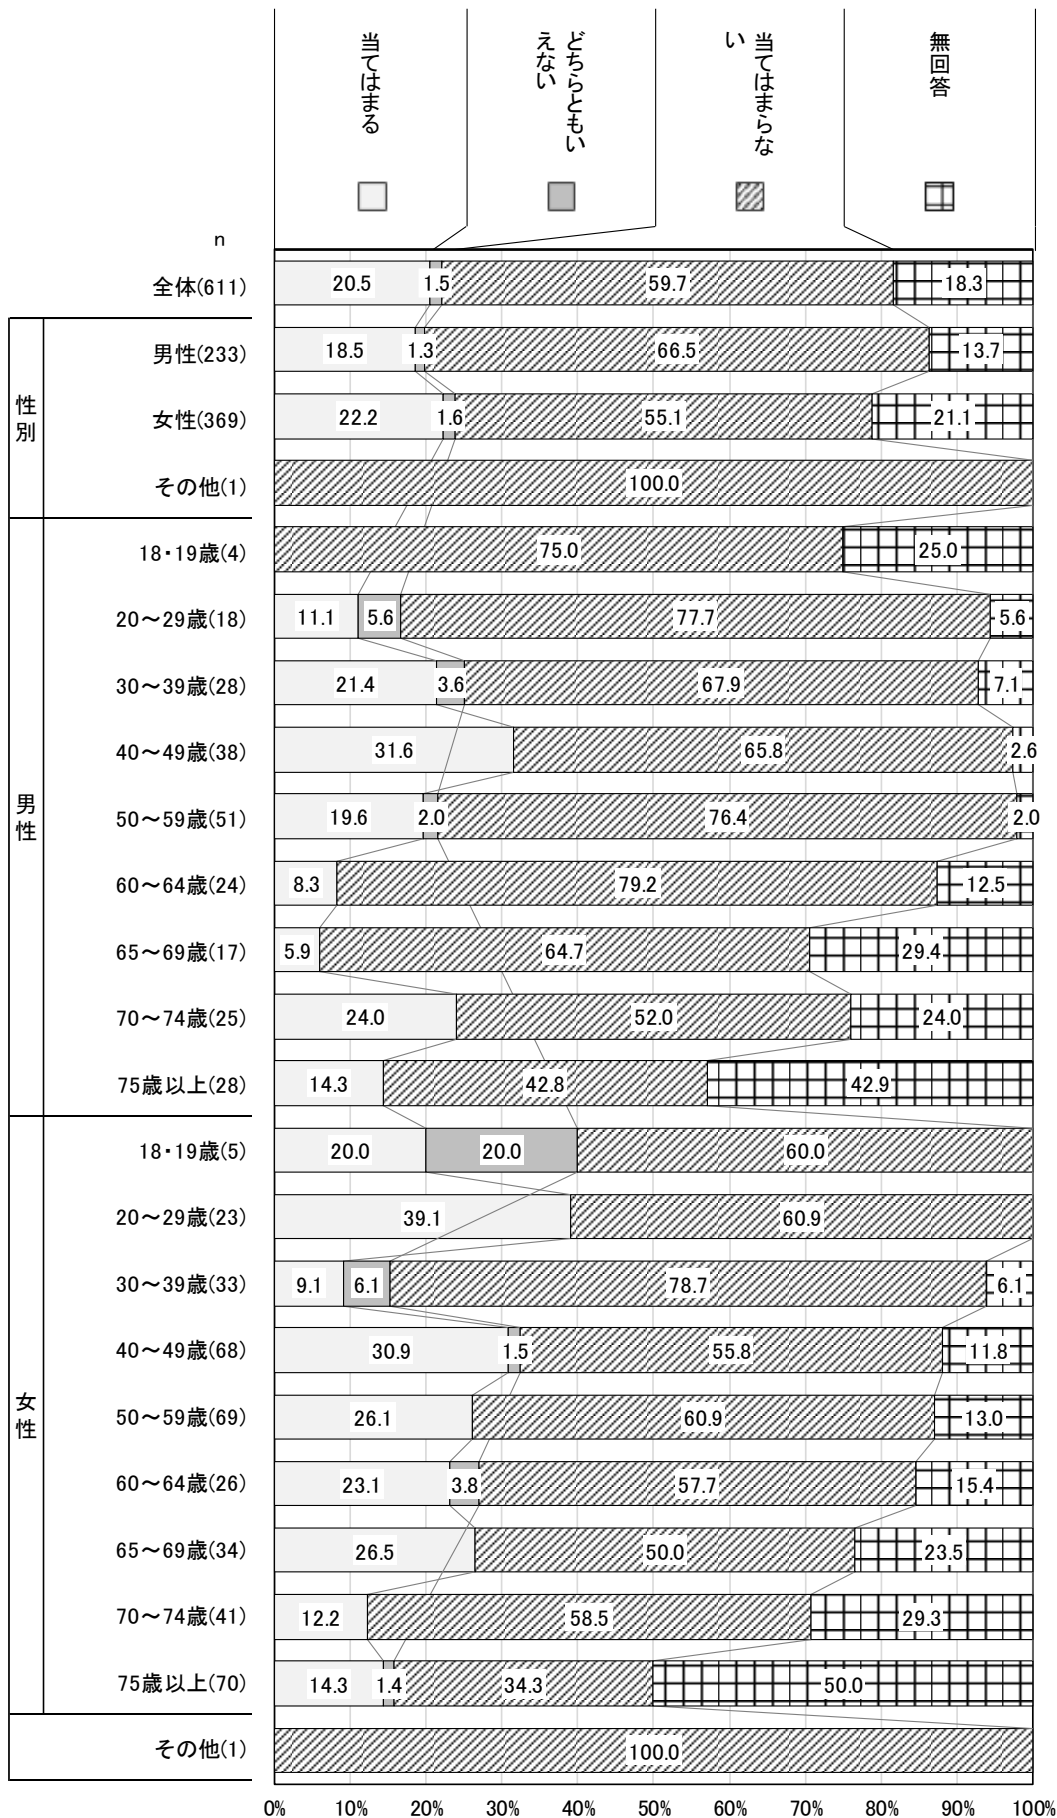 当てはまる
どちらともい
えない
当てはまらな
い
無回答
n
全体(611) 20.5 1.5 59.7 18.3
性別
男性(233) 18.5 1.3 66.5 13.7
女性(369) 22.2 1.6 55.1 21.1
その他(1) 100.0
男性
18・19歳(4) 75.0 25.0
20～29歳(18) 11.1 5.6 77.7 5.6
30～39歳(28) 21.4 3.6 67.9 7.1
40～49歳(38) 31.6 65.8 2.6
50～59歳(51) 19.6 2.0 76.4 2.0
60～64歳(24) 8.3 79.2 12.5
65～69歳(17) 5.9 64.7 29.4
70～74歳(25) 24.0 52.0 24.0
75歳以上(28) 14.3 42.8 42.9
女性
18・19歳(5) 20.0 20.0 60.0
20～29歳(23) 39.1 60.9
30～39歳(33) 9.1 6.1 78.7 6.1
40～49歳(68) 30.9 1.5 55.8 11.8
50～59歳(69) 26.1 60.9 13.0
60～64歳(26) 23.1 3.8 57.7 15.4
65～69歳(34) 26.5 50.0 23.5
70～74歳(41) 12.2 58.5 29.3
75歳以上(70) 14.3 1.4 34.3 50.0
その他(1) 100.0
0% 10% 20% 30% 40% 50% 60% 70% 80% 90% 100%